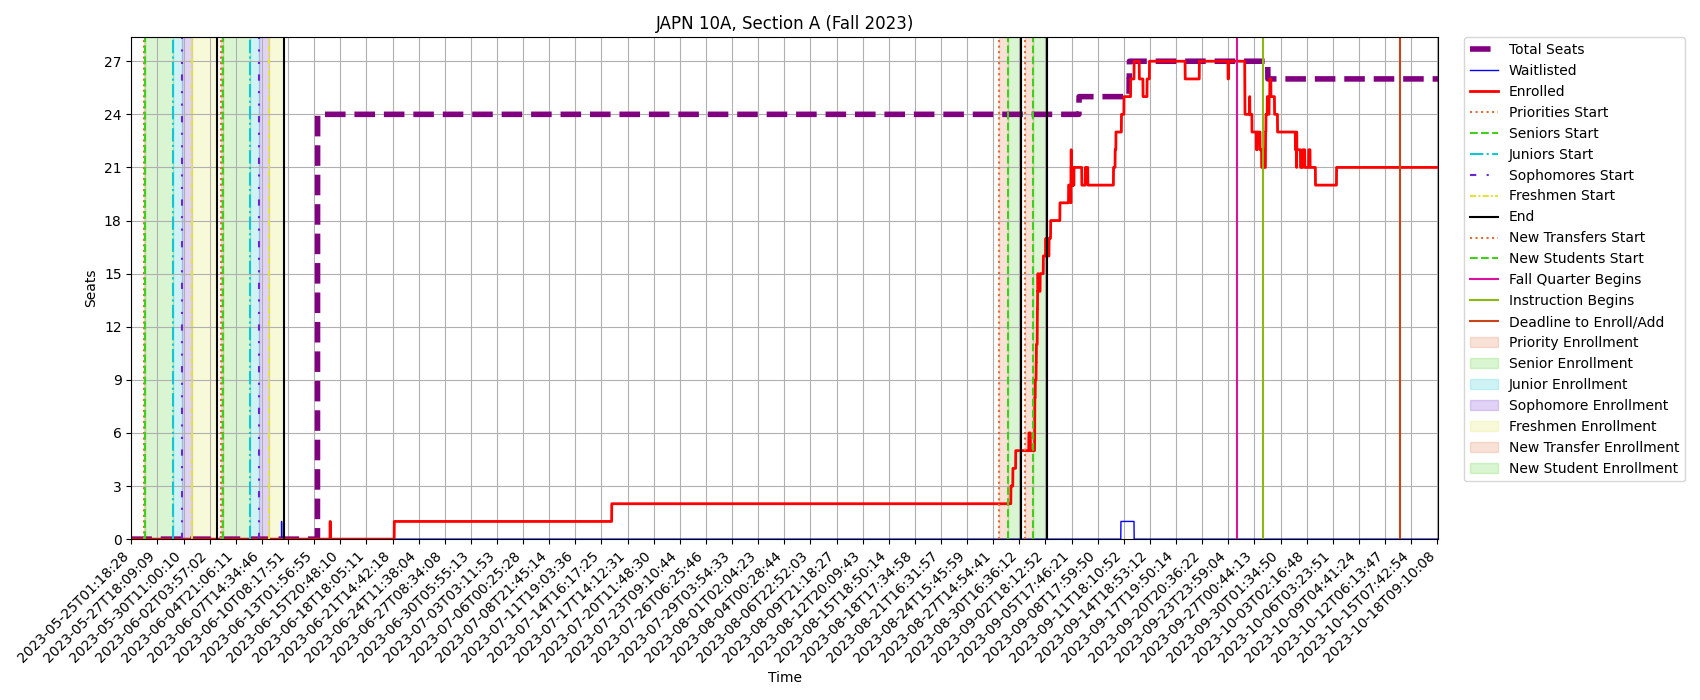 JAPN 10A, Section A (Fall 2023)
Seats
27
24
21
18
15
12
9
6
3
0
2023-05-25T01:18:28
2023-05-27T18:09:09
2023-05-30T11:00:10
2023-06-02T03:57:02
2023-06-04T21:06:11
2023-06-07T14:34:46
2023-06-10T08:17:51
2023-06-13T01:56:55
2023-06-15T20:48:10
2023-06-18T18:05:11
2023-06-21T14:42:18
2023-06-24T11:38:04
2023-06-27T08:34:08
2023-06-30T05:55:13
2023-07-03T03:11:53
2023-07-06T00:25:28
2023-07-08T21:45:14
2023-07-11T19:03:36
2023-07-14T16:17:25
2023-07-17T14:12:31
2023-07-20T11:48:30
2023-07-23T09:10:44
2023-07-26T06:25:46
2023-07-29T03:54:33
2023-08-01T02:04:23
2023-08-04T00:28:44
2023-08-06T22:52:03
2023-08-09T21:18:27
2023-08-12T20:09:43
2023-08-15T18:50:14
2023-08-18T17:34:58
2023-08-21T16:31:57
2023-08-24T15:45:59
2023-08-27T14:54:41
2023-08-30T16:36:12
2023-09-02T18:12:52
2023-09-05T17:46:21
2023-09-08T17:59:50
2023-09-11T18:10:52
2023-09-14T18:53:12
2023-09-17T19:50:14
2023-09-20T20:36:22
2023-09-23T23:59:04
2023-09-27T00:44:13
2023-09-30T01:34:50
2023-10-03T02:16:48
2023-10-06T03:23:51
2023-10-09T04:41:24
2023-10-12T06:13:47
2023-10-15T07:42:54
2023-10-18T09:10:08
Time
Total Seats
Waitlisted
Enrolled
Priorities Start
Seniors Start
Juniors Start
Sophomores Start
Freshmen Start
End
New Transfers Start
New Students Start
Fall Quarter Begins
Instruction Begins
Deadline to Enroll/Add
Priority Enrollment
Senior Enrollment
Junior Enrollment
Sophomore Enrollment
Freshmen Enrollment
New Transfer Enrollment
New Student Enrollment